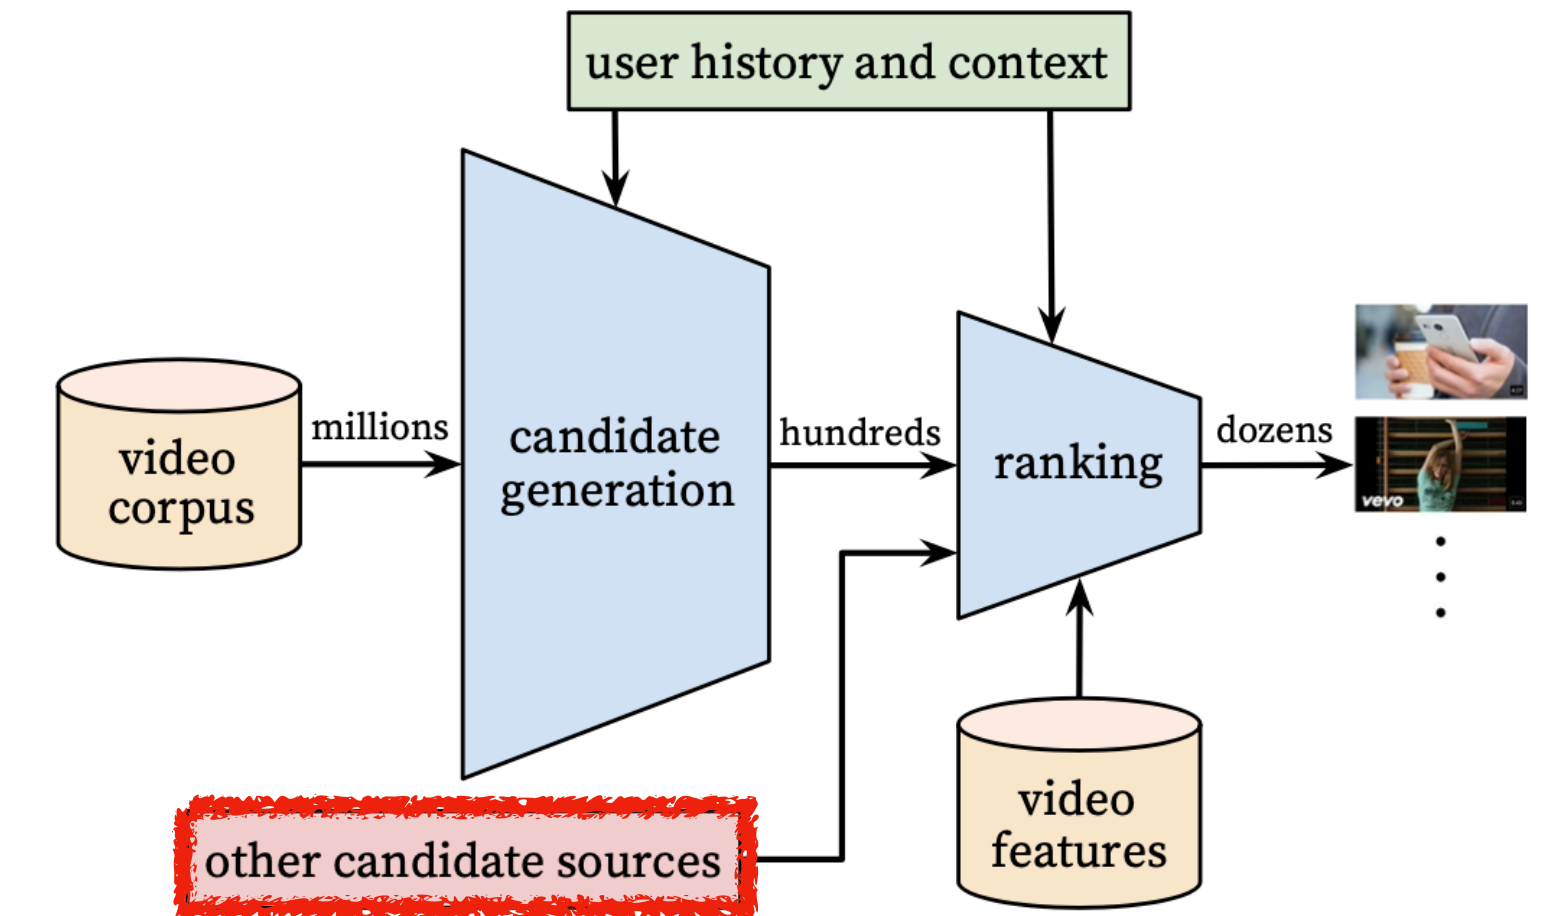 user history and context
millions
video
corpus
candidate
generation
hundreds
ranking
dozens
vevo
other candidate sources
video
features